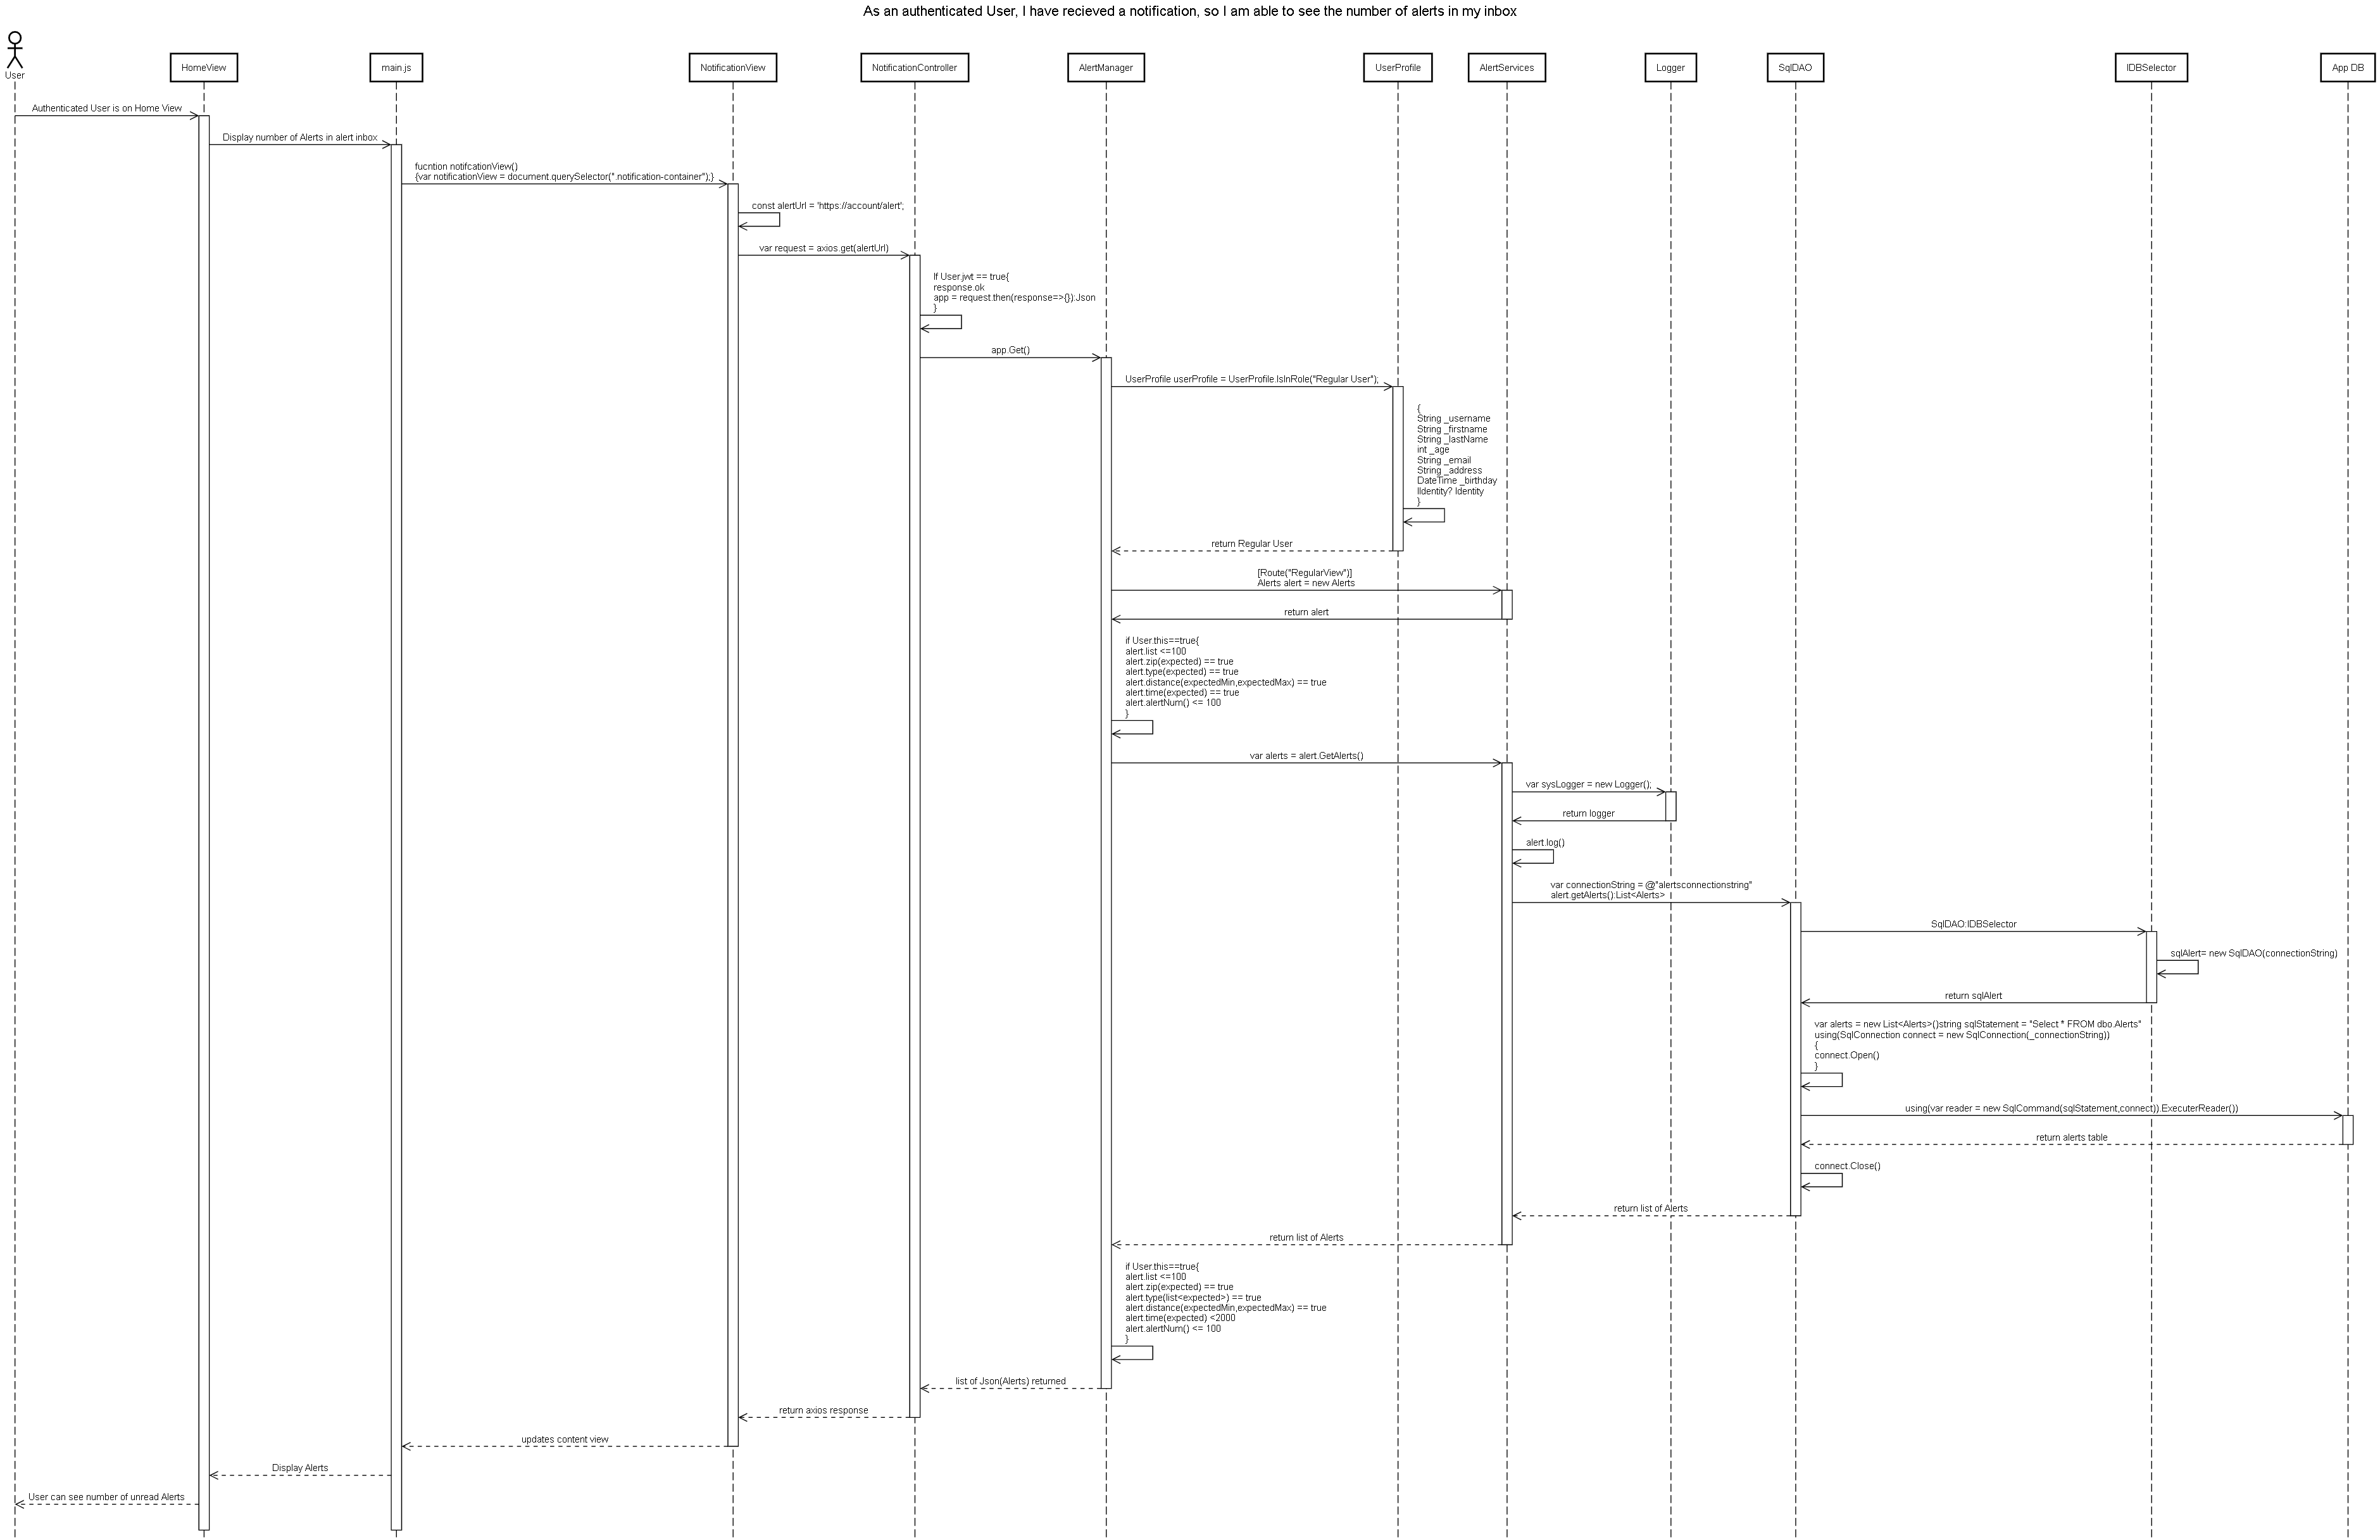 As an authenticated User, I have recieved a notification, so I am able to see the number of alerts in my inbox
User
HomeView
main.js
NotificationView
NotificationController
AlertManager
UserProfile
AlertServices
Logger
SqlDAO
IDBSelector
App DB
Authenticated User is on Home View
Display number of Alerts in alert inbox
fucntion notifcationView()
{var notificationView = document.querySelector(".notification-container");}
const alertUrl = 'https://account/alert';
var request = axios.get(alertUrl)
If User.jwt == true{
response.ok
app = request.then(response=>{}):Json
}
app.Get()
UserProfile userProfile = UserProfile.IsInRole("Regular User");
{
String _username
String _firstname
String _lastName
int _age
String _email
String _address
DateTime _birthday
IIdentity? Identity
}
return Regular User
[Route("RegularView")]
Alerts alert = new Alerts
return alert
if User.this==true{
alert.list <=100
alert.zip(expected) == true
alert.type(expected) == true
alert.distance(expectedMin,expectedMax) == true
alert.time(expected) == true
alert.alertNum() <= 100
}
var alerts = alert.GetAlerts()
var sysLogger = new Logger();
return logger
alert.log()
var connectionString = @"alertsconnectionstring"
alert.getAlerts():List<Alerts>
SqlDAO:IDBSelector
sqlAlert= new SqlDAO(connectionString)
return sqlAlert
var alerts = new List<Alerts>()string sqlStatement = "Select * FROM dbo.Alerts"
using(SqlConnection connect = new SqlConnection(_connectionString))
{
connect.Open()
}
using(var reader = new SqlCommand(sqlStatement,connect)).ExecuterReader())
return alerts table
connect.Close()
return list of Alerts
return list of Alerts
if User.this==true{
alert.list <=100
alert.zip(expected) == true
alert.type(list<expected>) == true
alert.distance(expectedMin,expectedMax) == true
alert.time(expected) <2000
alert.alertNum() <= 100
}
list of Json(Alerts) returned
return axios response
updates content view
Display Alerts
User can see number of unread Alerts